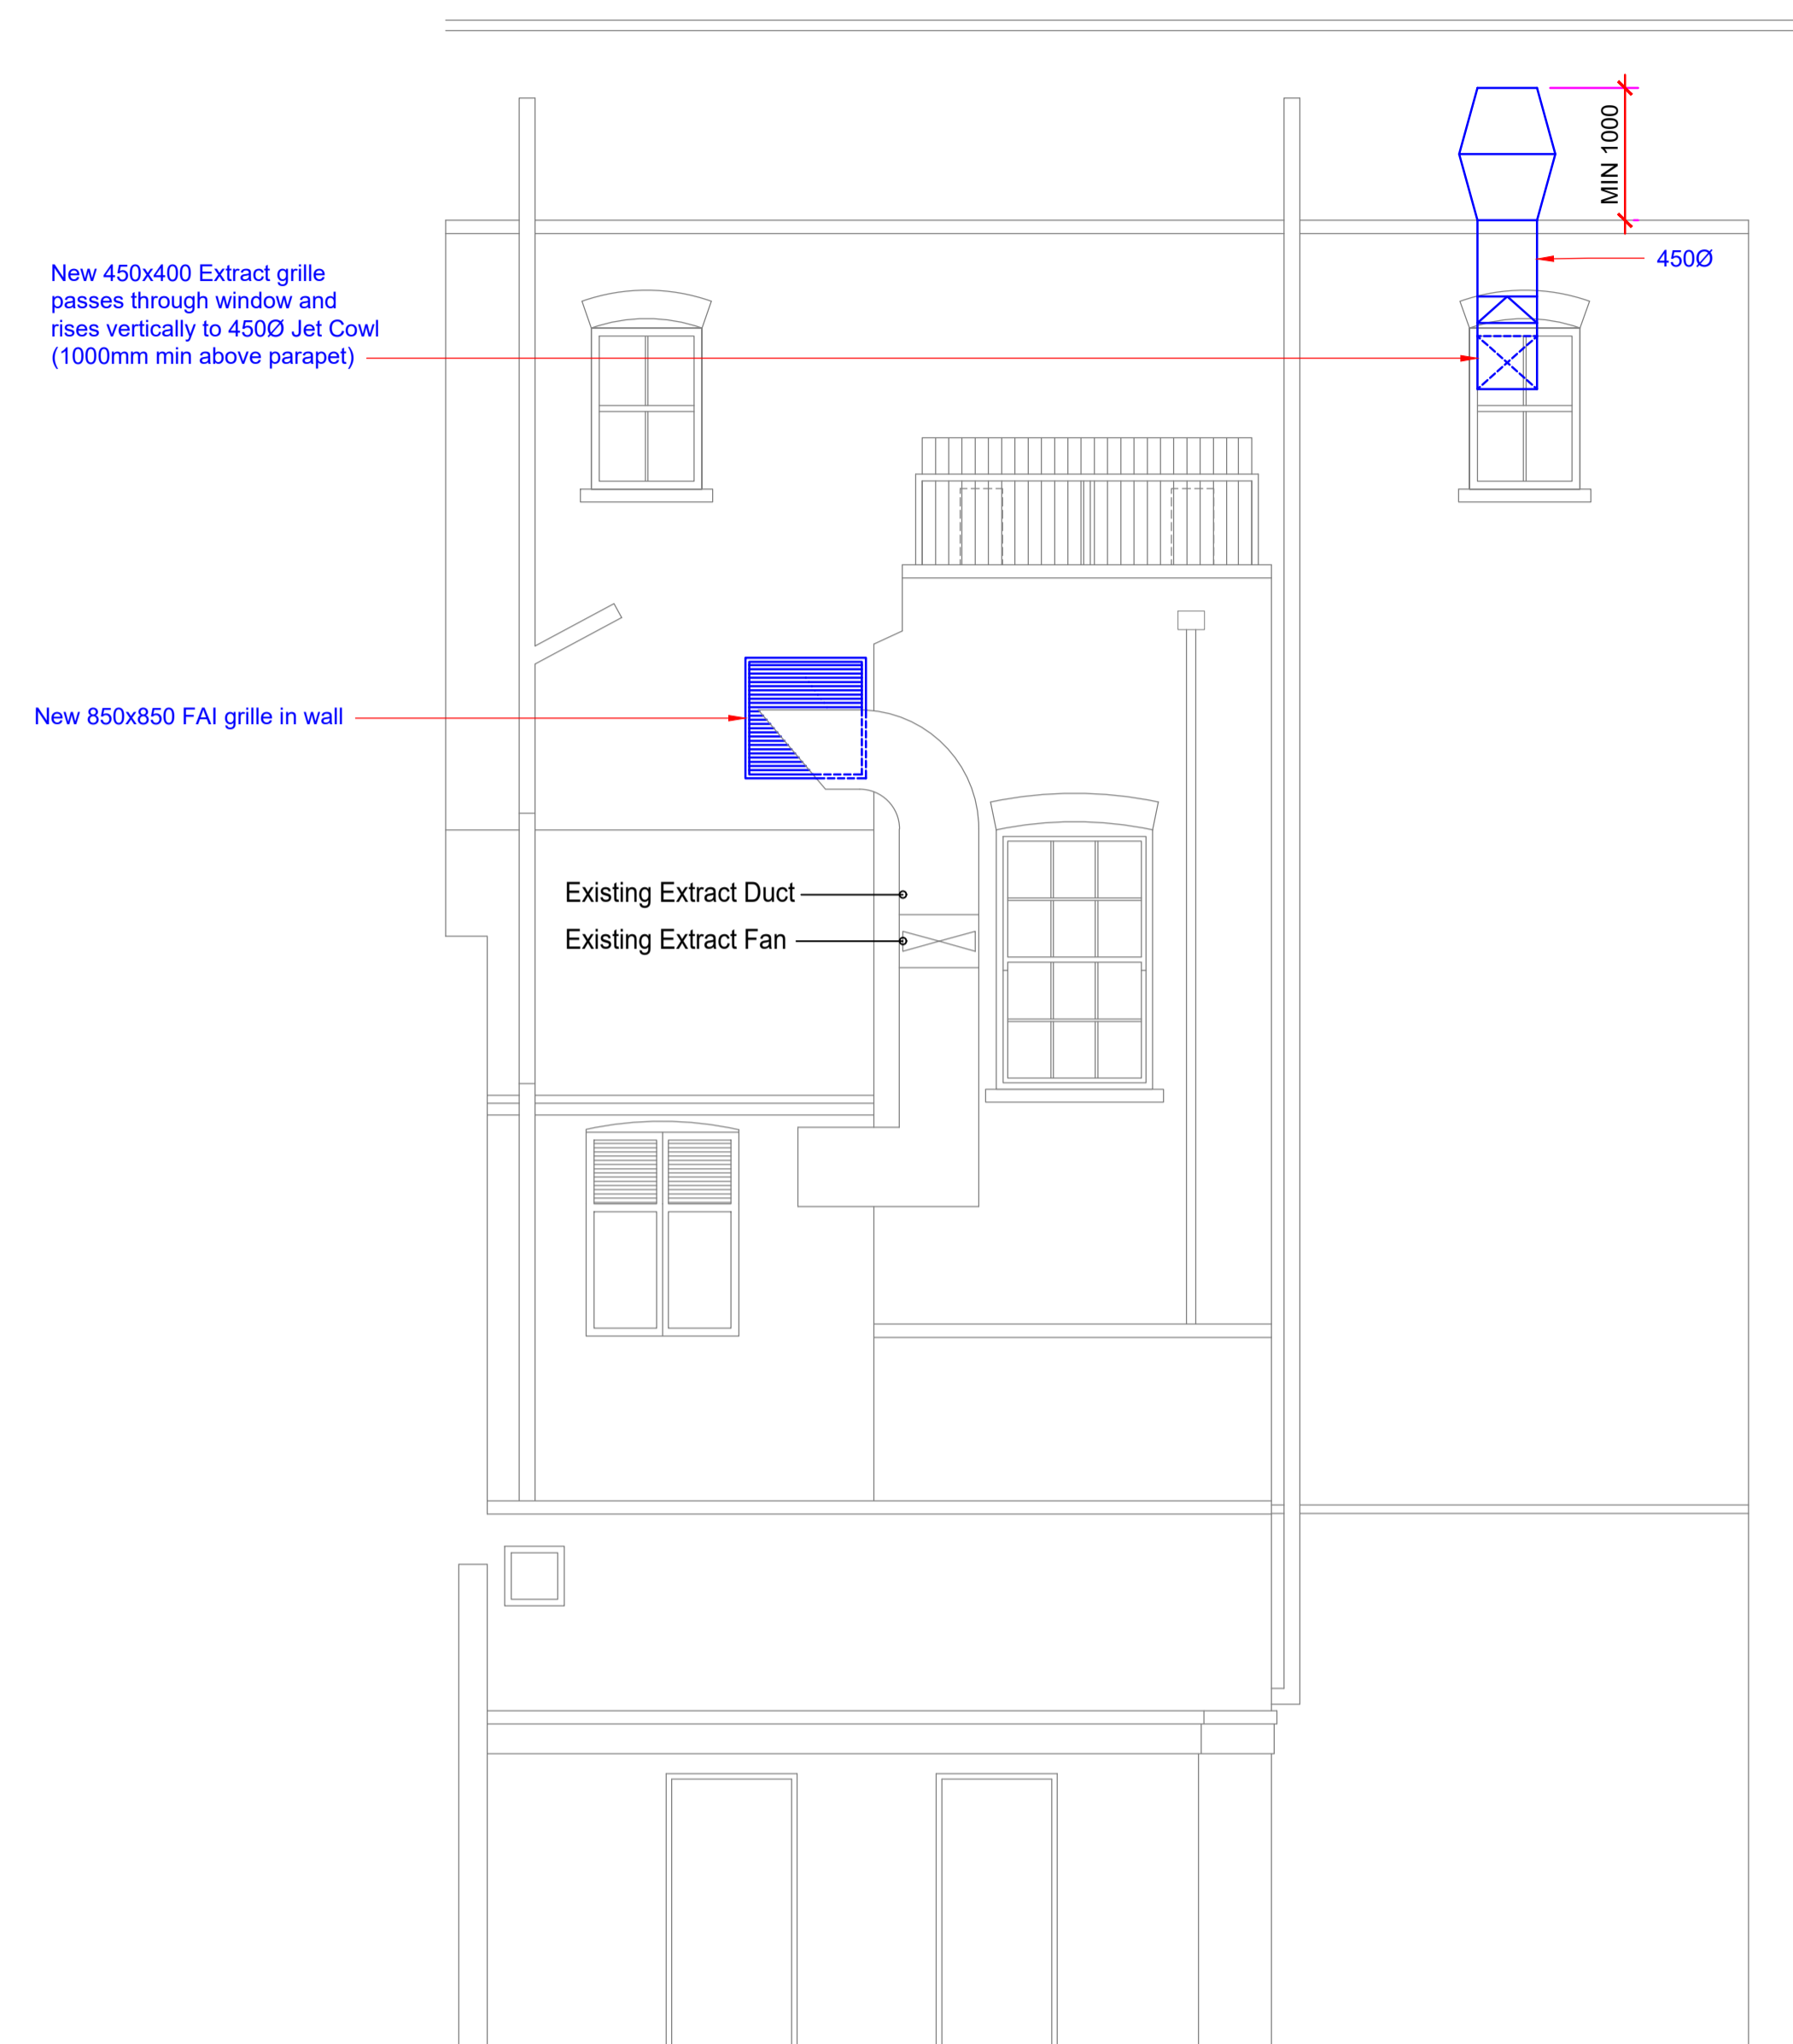 MIN 1000
450Ø
New 450x400 Extract grille
passes through window and
rises vertically to 450Ø Jet Cowl
(1000mm min above parapet)
New 850x850 FAI grille in wall
Existing Extract Duct
Existing Extract Fan